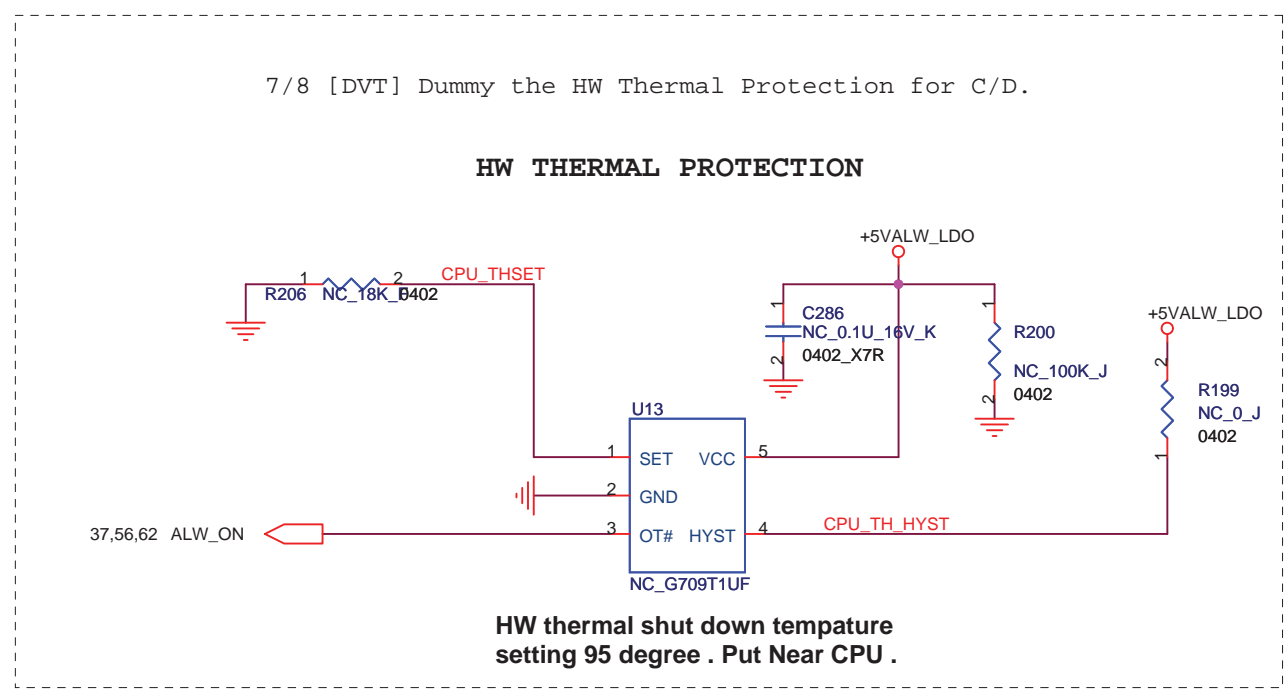 7/8 [DVT] Dummy the HW Thermal Protection for C/D.
HW THERMAL PROTECTION
+5VALW_LDO
1
2
CPU_THSET
R206
NC_18K_F
0402
1
C286
NC_0.1U_16V_K
0402_X7R
2
1
R200
NC_100K_J
0402
2
+5VALW_LDO
2
R199
NC_0_J
0402
1
U13
1
SET
VCC
5
2
GND
37,56,62 ALW_ON
3
OT#
HYST
4
CPU_TH_HYST
NC_G709T1UF
HW thermal shut down tempature
setting 95 degree . Put Near CPU .